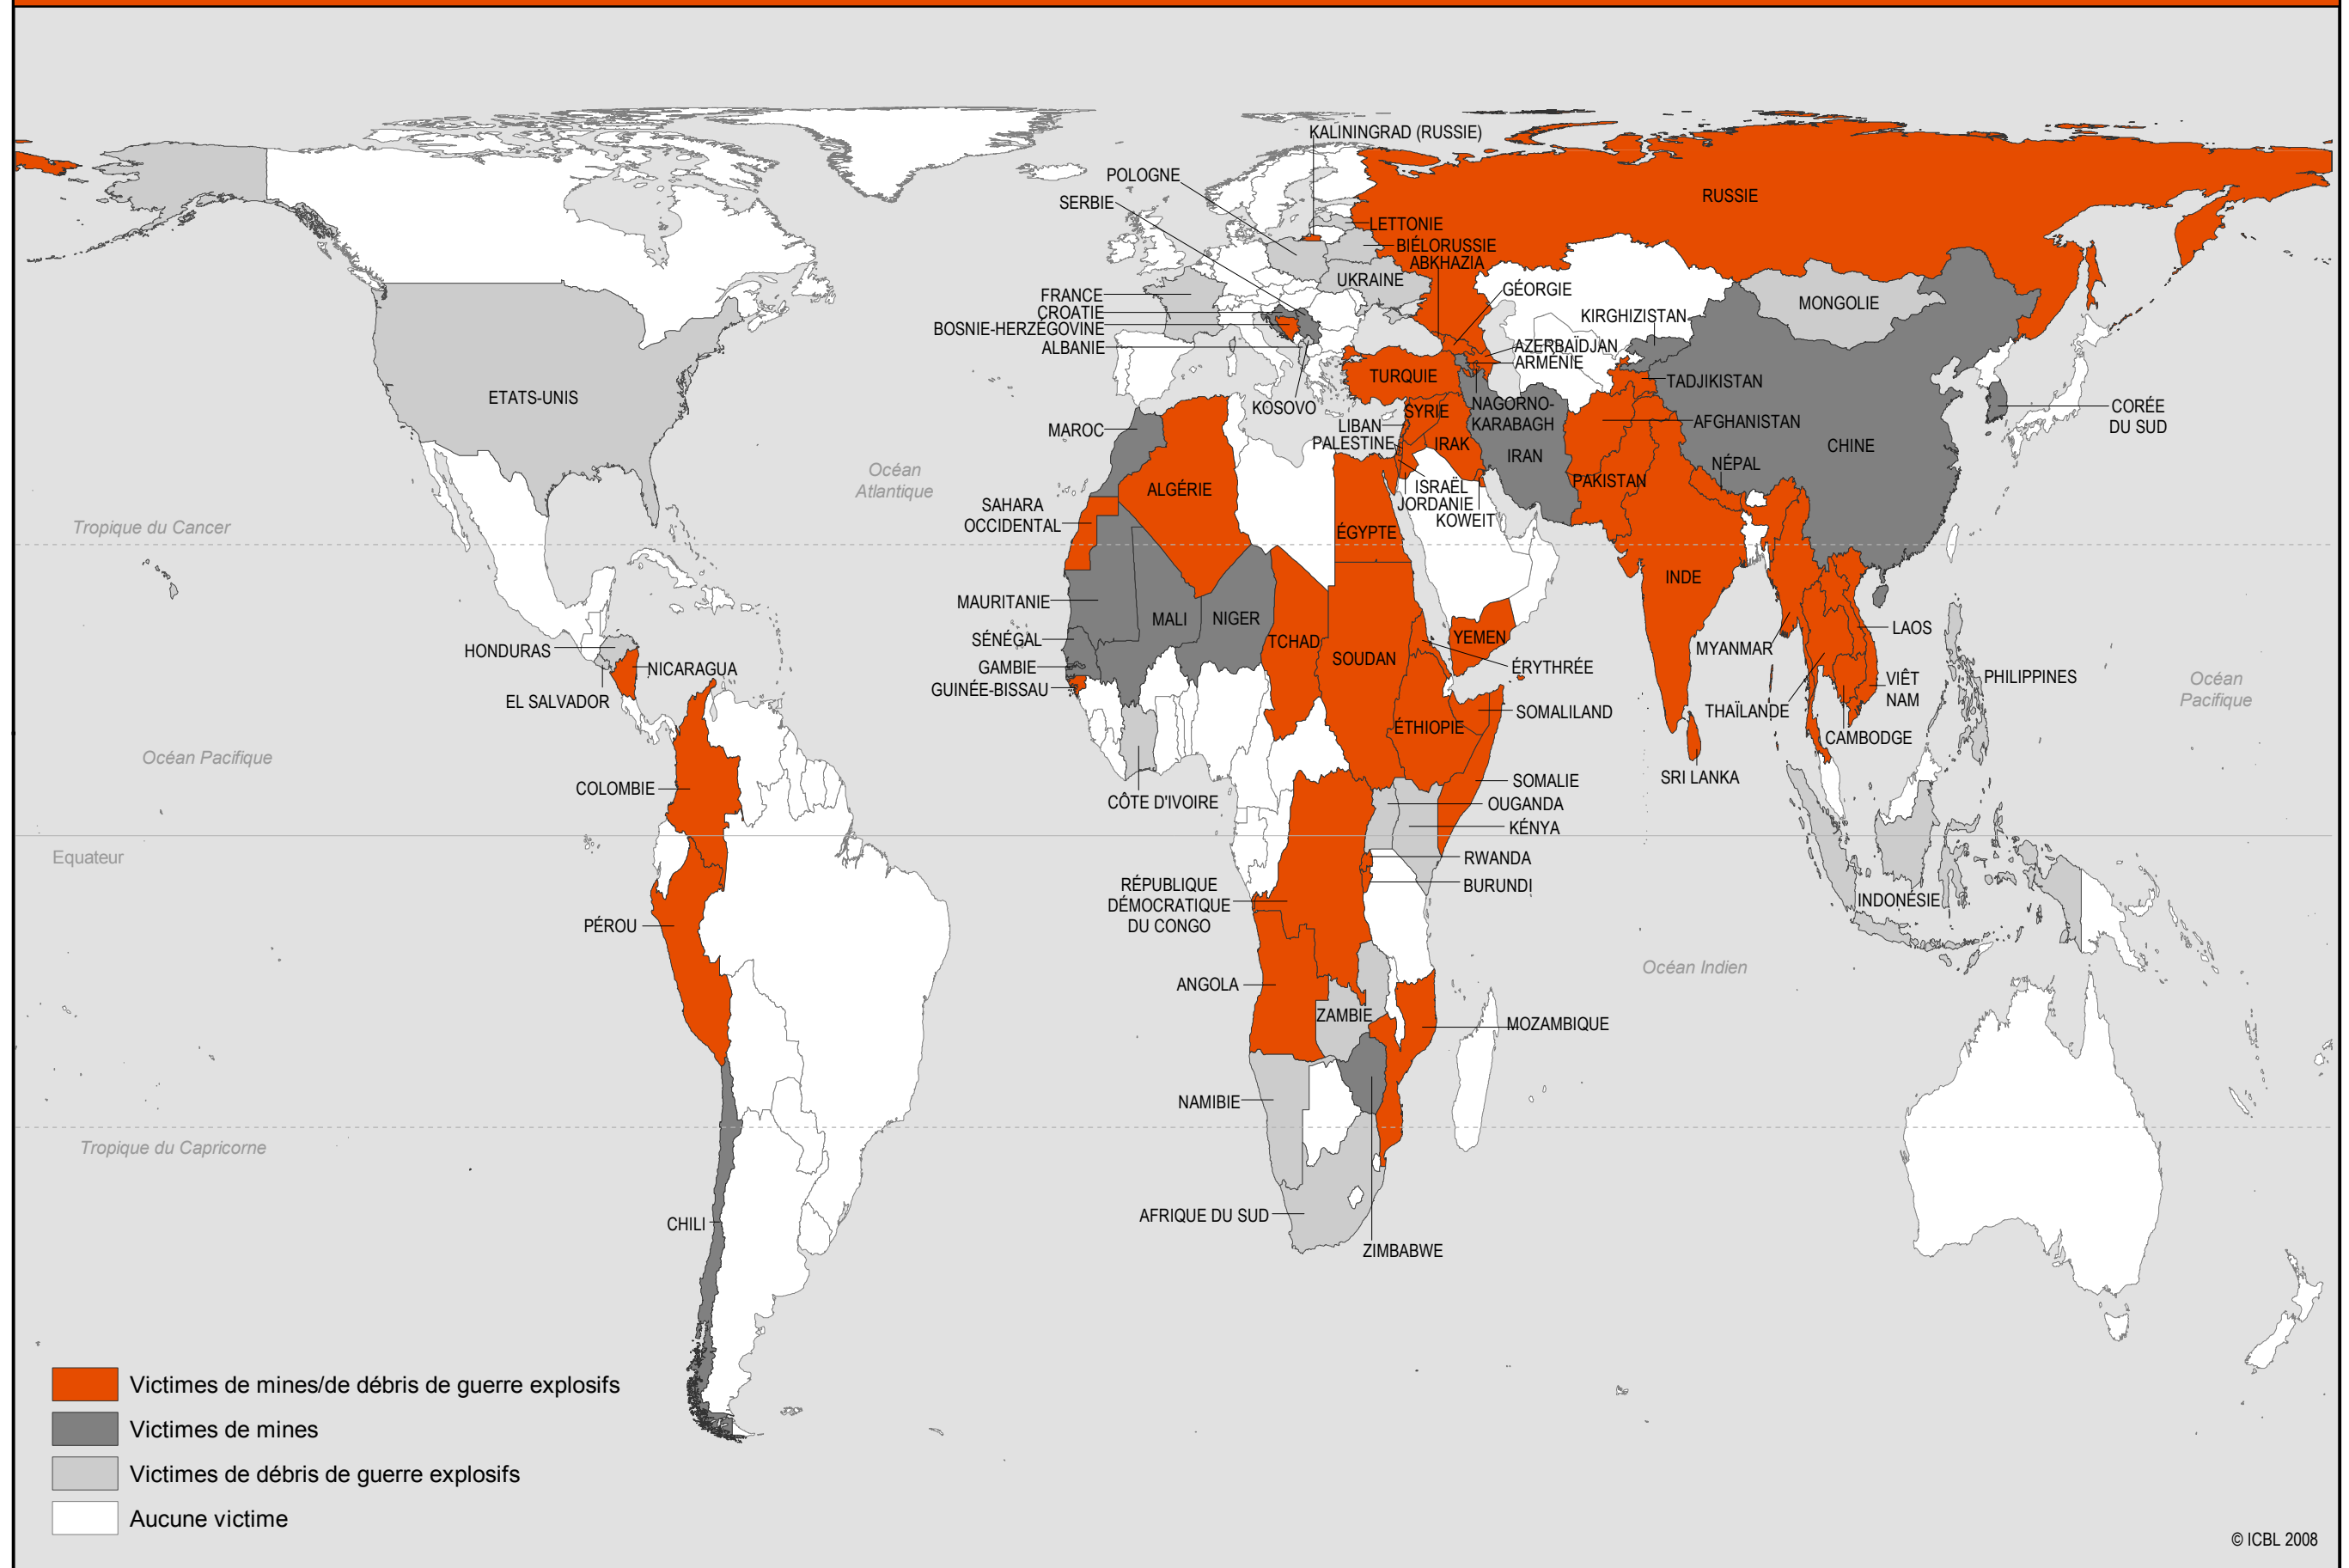 KALININGRAD (RUSSIE)
POLOGNE
SERBIE
RUSSIE
LETTONIE
BIÉLORUSSIE
ABKHAZIA
UKRAINE
GÉORGIE
FRANCE
CROATIE
BOSNIE-HERZÉGOVINE
ALBANIE
MONGOLIE
KIRGHIZISTAN
AZERBAÏDJAN
ARMÉNIE
TURQUIE
TADJIKISTAN
ETATS-UNIS
KOSOVO
SYRIE
NAGORNO-
KARABAGH
CORÉE
DU SUD
MAROC
LIBAN
PALESTINE
IRAK
AFGHANISTAN
CHINE
IRAN
NÉPAL
Océan
Atlantique
ALGÉRIE
ISRAËL
JORDANIE
KOWEIT
PAKISTAN
SAHARA
OCCIDENTAL
Tropique du Cancer
ÉGYPTE
INDE
MAURITANIE
MALI
NIGER
TCHAD
SOUDAN
YEMEN
LAOS
SÉNÉGAL
HONDURAS
NICARAGUA
GAMBIE
GUINÉE-BISSAU
EL SALVADOR
ÉRYTHRÉE
MYANMAR
VIÊT
NAM
PHILIPPINES
Océan
Pacifique
THAÏLANDE
SOMALILAND
ÉTHIOPIE
CAMBODGE
Océan Pacifique
SRI LANKA
COLOMBIE
CÔTE D'IVOIRE
SOMALIE
OUGANDA
KÉNYA
Equateur
RWANDA
BURUNDI
RÉPUBLIQUE
DÉMOCRATIQUE
DU CONGO
INDONÉSIE
PÉROU
Océan Indien
ANGOLA
ZAMBIE
MOZAMBIQUE
NAMIBIE
Tropique du Capricorne
AFRIQUE DU SUD
CHILI
ZIMBABWE
Victimes de mines/de débris de guerre explosifs
Victimes de mines
Victimes de débris de guerre explosifs
Aucune victime
© ICBL 2008